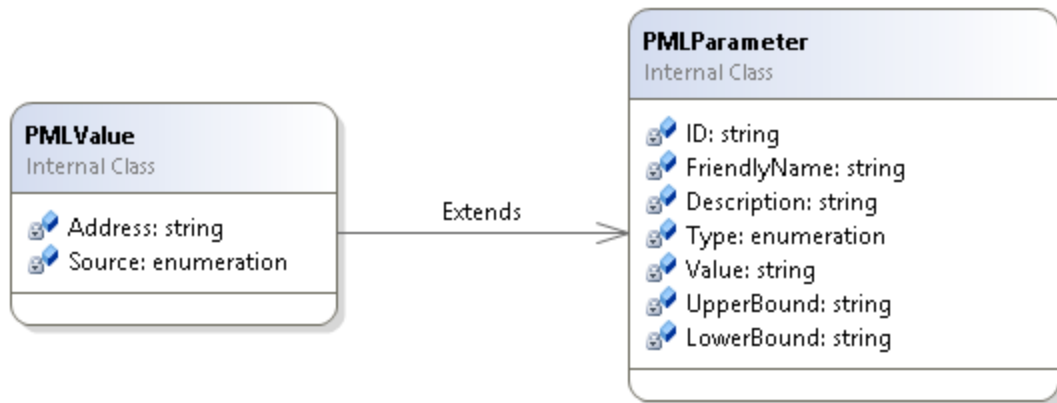 PMLValue
Internal Class
Address: string
Source: enumeration
Extends
PMLParameter
Internal Class
ID: string
FriendlyName: string
Description: string
Type: enumeration
Value: string
UpperBound: string
LowerBound: string